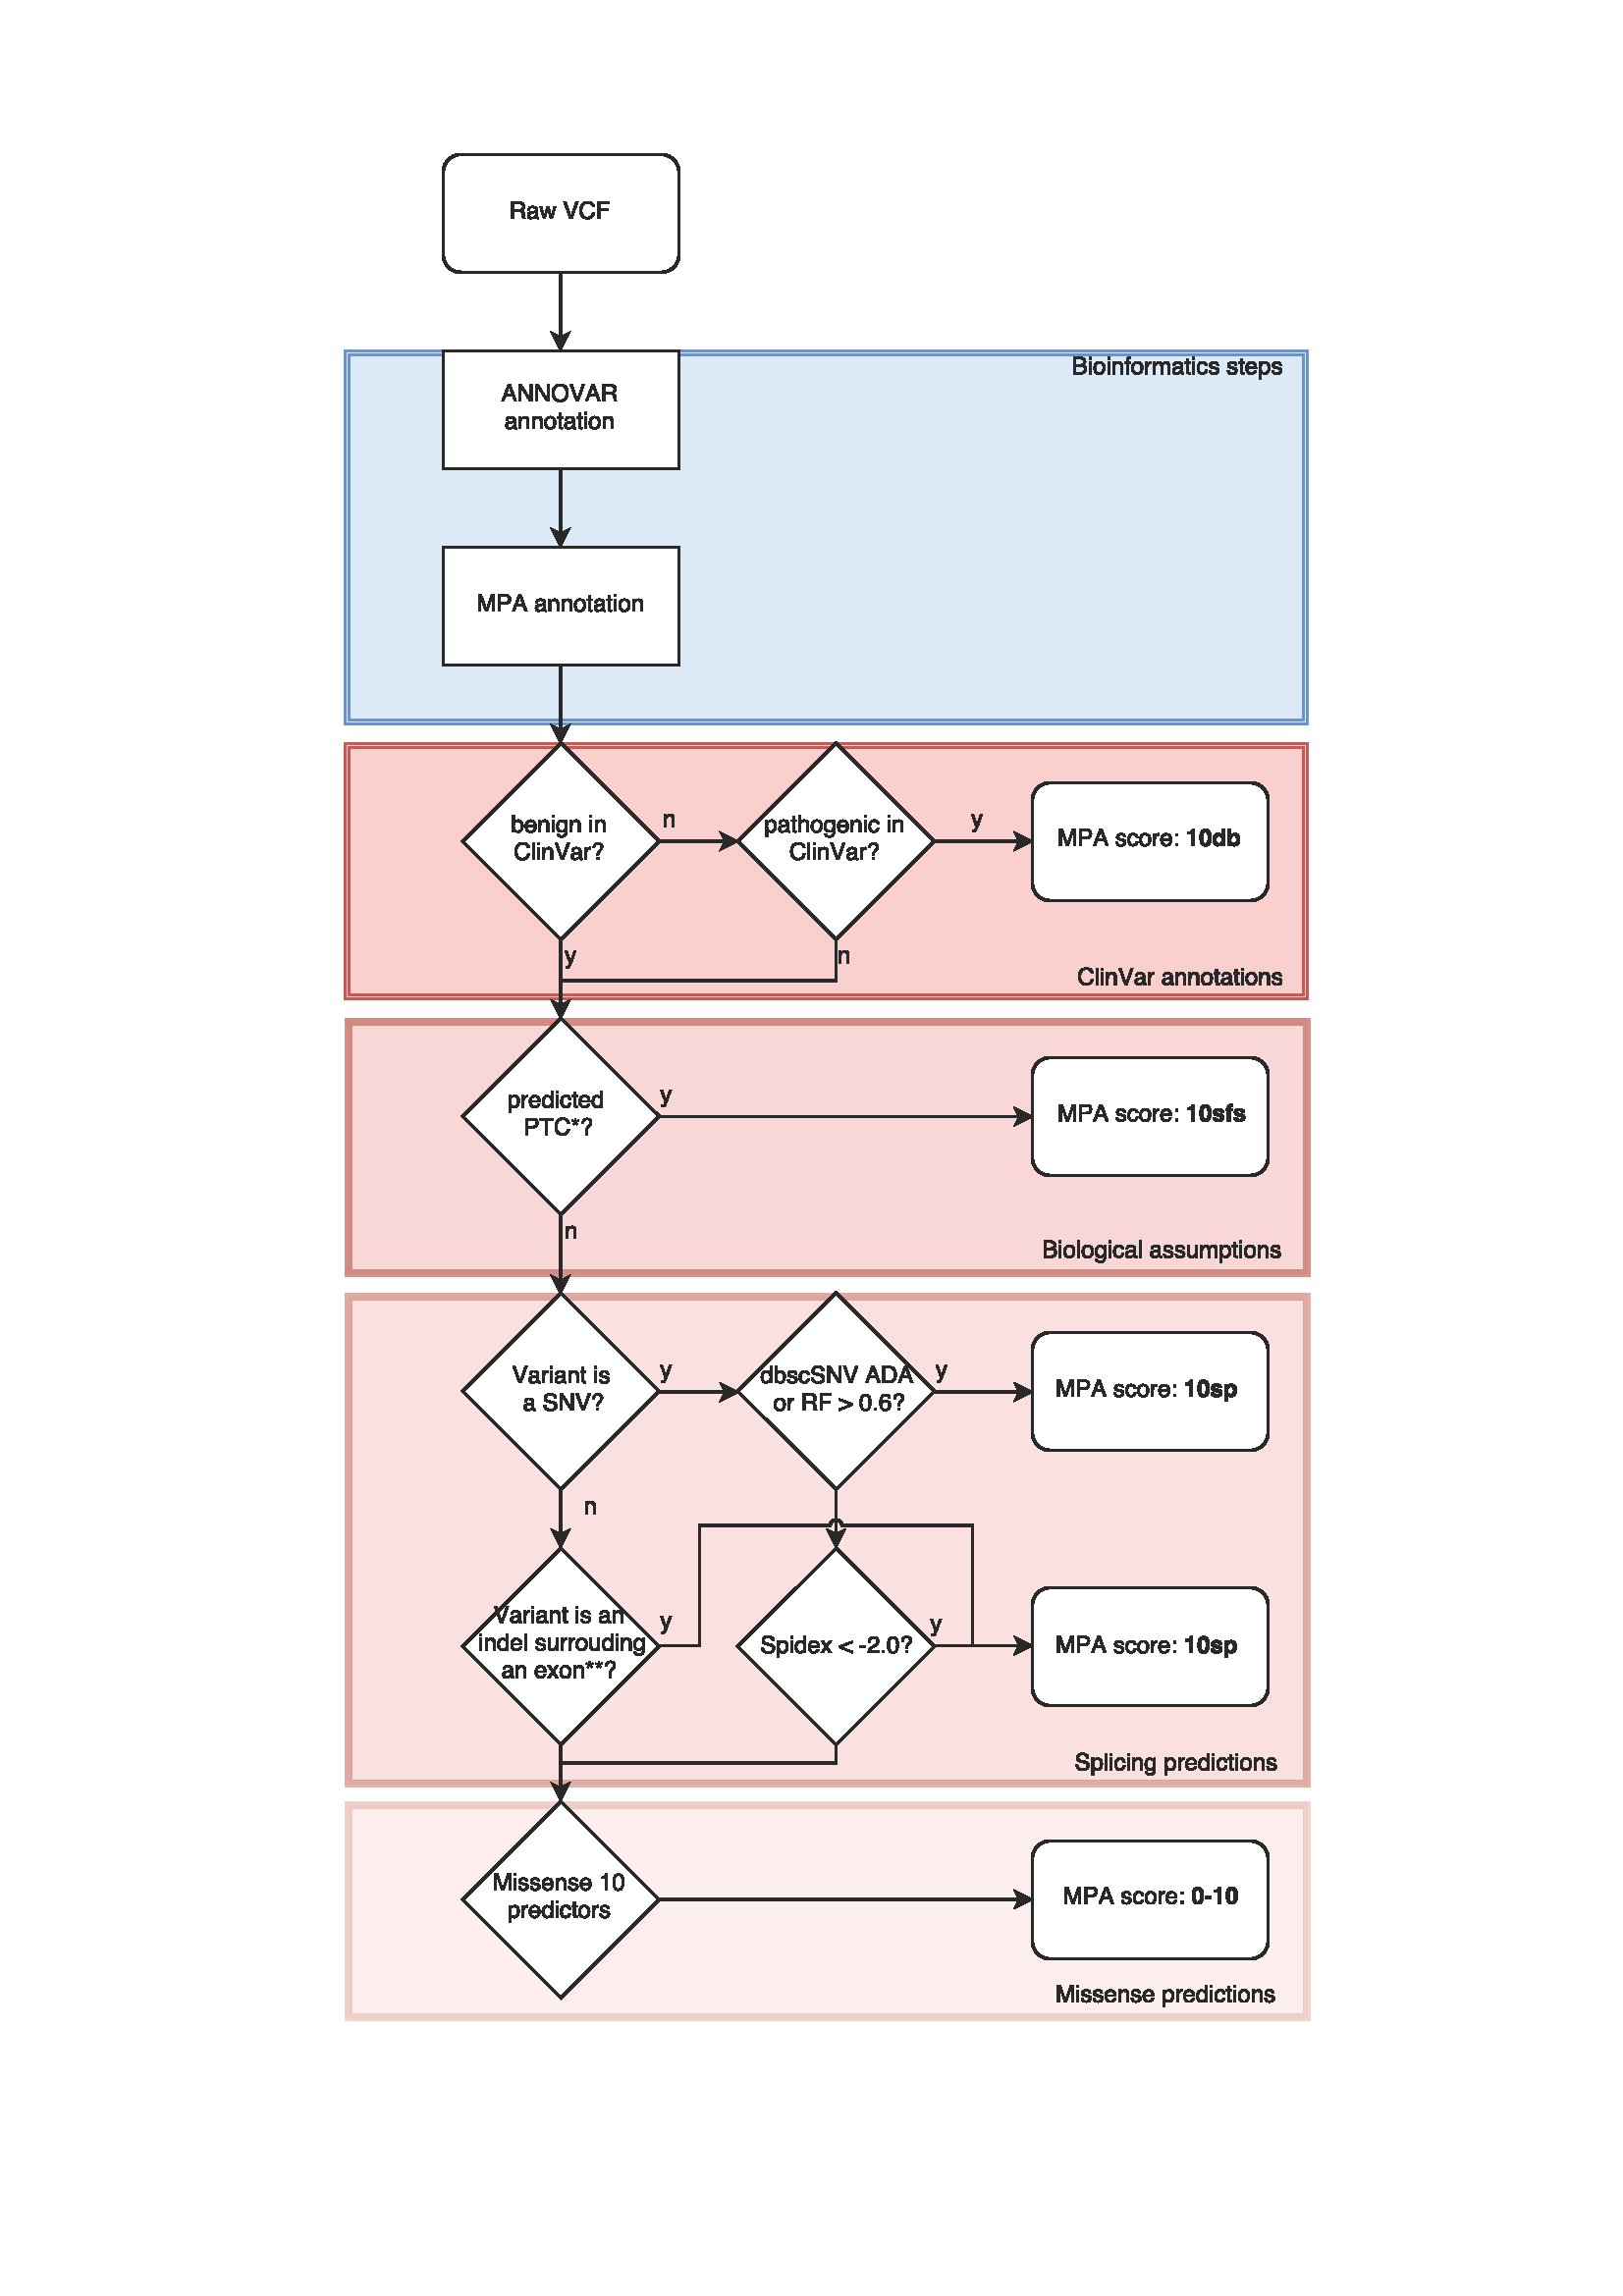 Raw VCF
Bioinformatics steps
ANNOVAR
annotation
MPA annotation
benign in
ClinVar?
n
pathogenic in
ClinVar?
y
MPA score: 10db
y
n
ClinVar annotations
predicted
PTC*?
y
MPA score: 10sfs
n
Biological assumptions
Variant is
a SNV?
y
dbscSNV ADA
or RF > 0.6?
y
MPA score: 10sp
n
Variant is an
indel surrouding
an exon**?
y
Spidex < -2.0?
y
MPA score: 10sp
Splicing predictions
Missense 10
predictors
MPA score: 0-10
Missense predictions